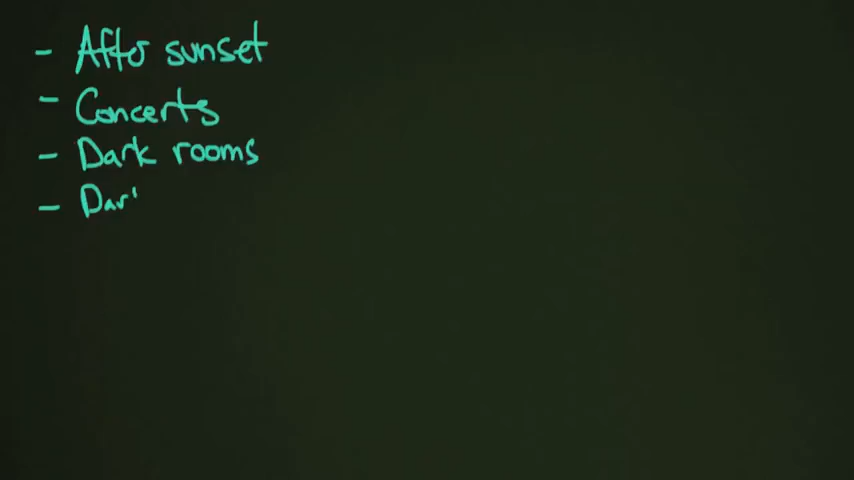 - After sunset
- Concerts
- Dark rooms
- Dar